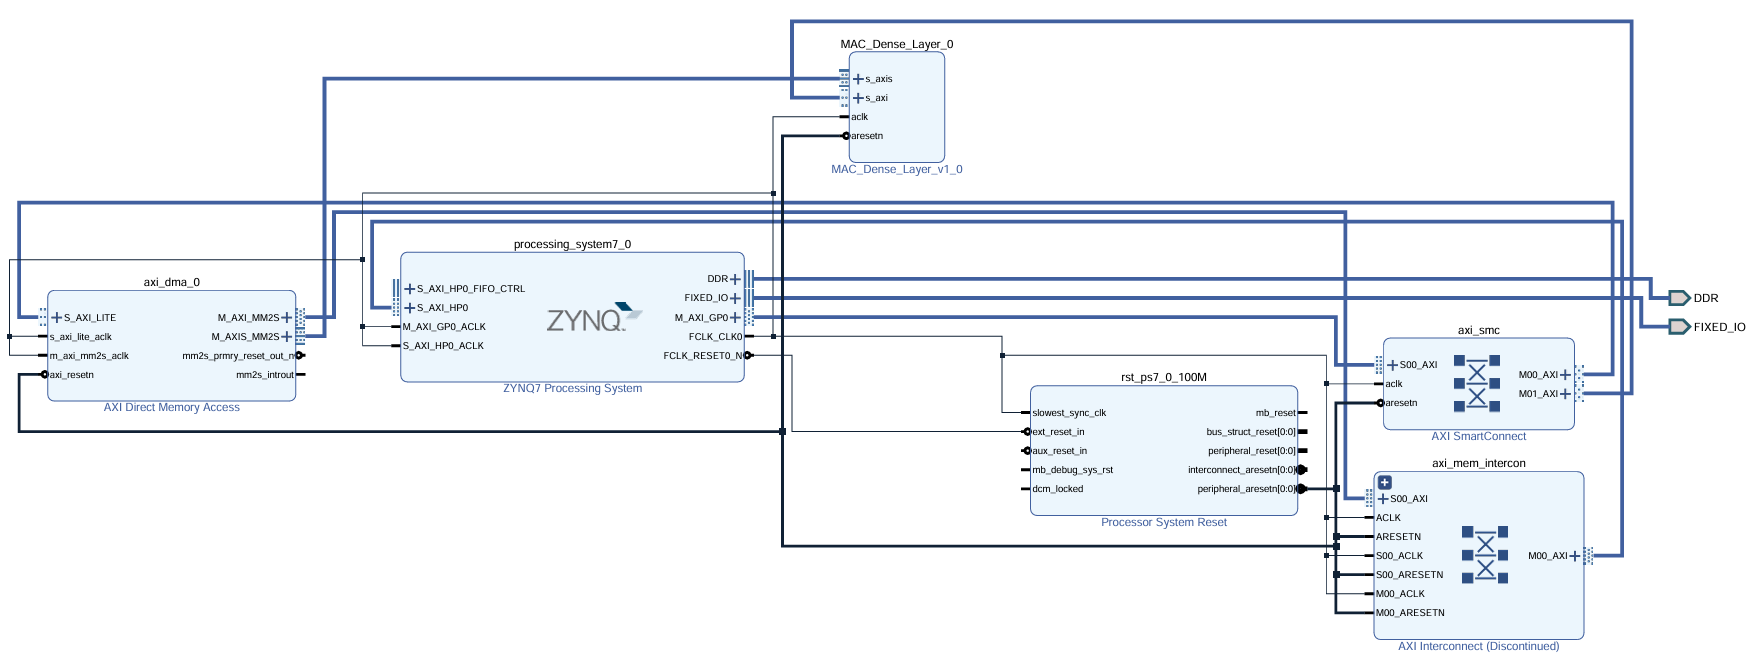 MAC_Dense_Layer_0
s_axis
s_axi
aclk
aresetn
MAC_Dense_Layer_v1_0
axi_dma_0
S_AXI_LITE
s_axi_lite_aclk
m_axi_mm2s_aclk
axi_resetn
M_AXI_MM2S
M_AXIS_MM2S
mm2s_prmry_reset_out_n
mm2s_introut
AXI Direct Memory Access
processing_system7_0
S_AXI_HP0_FIFO_CTRL
S_AXI_HP0
M_AXI_GP0_ACLK
S_AXI_HP0_ACLK
ZYNQ
DDR
FIXED_IO
M_AXI_GP0
FCLK_CLK0
FCLK_RESET0_N
ZYNQ7 Processing System
rst_ps7_0_100M
slowest_sync_clk
ext_reset_in
aux_reset_in
mb_debug_sys_rst
dcm_locked
mb_reset
bus_struct_reset[0:0]
peripheral_reset[0:0]
interconnect_aresetn[0:0]
peripheral_aresetn[0:0]
Processor System Reset
axi_smc
S00_AXI
aclk
aresetn
M00_AXI
M01_AXI
AXI SmartConnect
axi_mem_intercon
S00_AXI
ACLK
ARESETN
S00_ACLK
S00_ARESETN
M00_ACLK
M00_ARESETN
M00_AXI
AXI Interconnect (Discontinued)
DDR
FIXED_IO